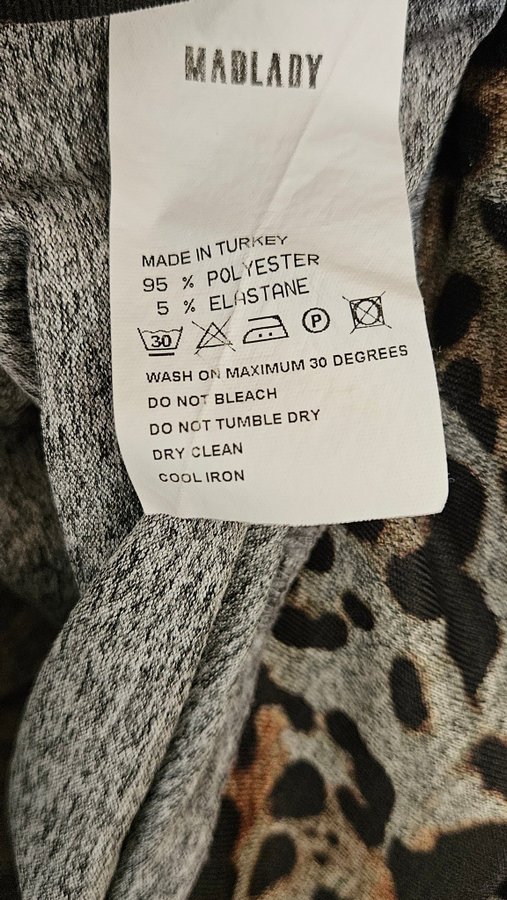 MADLADY
MADE IN TURKEY
95 % POLYESTER
5 % ELASTANE
30 P
WASH ON MAXIMUM 30 DEGREES
DO NOT BLEACH
DO NOT TUMBLE DRY
DRY CLEAN
COOL IRON